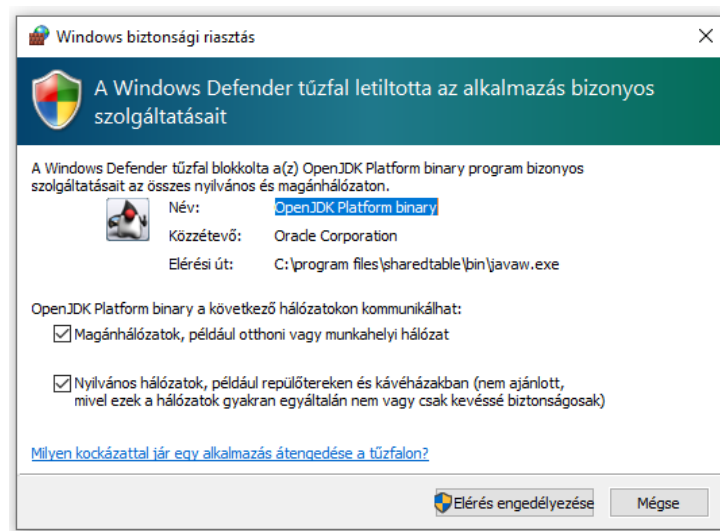 Windows biztonsági riasztás
A Windows Defender tűzfal letiltotta az alkalmazás bizonyos
szolgáltatásait
A Windows Defender tűzfal blokkolta a(z) OpenJDK Platform binary program bizonyos
szolgáltatásait az összes nyilvános és magánhálózaton.
Név: OpenJDK Platform binary
Közzétevő: Oracle Corporation
Elérési út: C:\program files\sharedtable\bin\javaw.exe
OpenJDK Platform binary a következő hálózatokon kommunikálhat:
Magánhálózatok, például otthoni vagy munkahelyi hálózat
Nyilvános hálózatok, például repülőtereken és kávéházakban (nem ajánlott,
mivel ezek a hálózatok gyakran egyáltalán nem vagy csak kevéssé biztonságosak)
Milyen kockázattal jár egy alkalmazás átengedése a tűzfalon?
Elérés engedélyezése Mégse